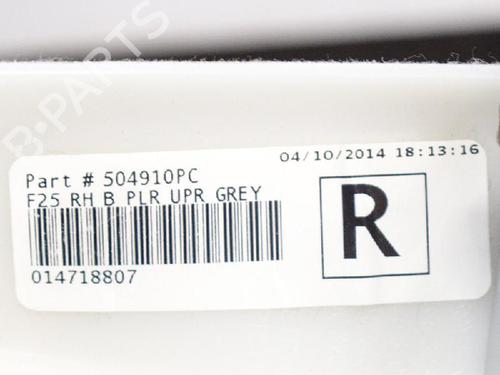 B-PARTS
04/10/2014 18:13:16
Part # 504910PC
F25 RH B PLR UPR GREY
R
014718807